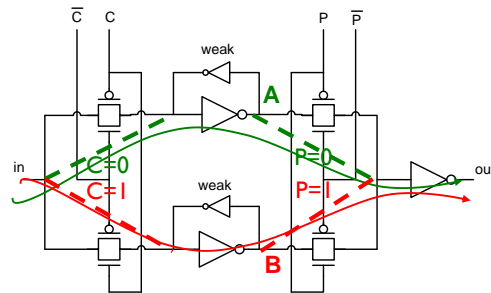 C̅ C P P̅
weak
A
C=0 P=0
in ou
C=1 P=1
weak
B